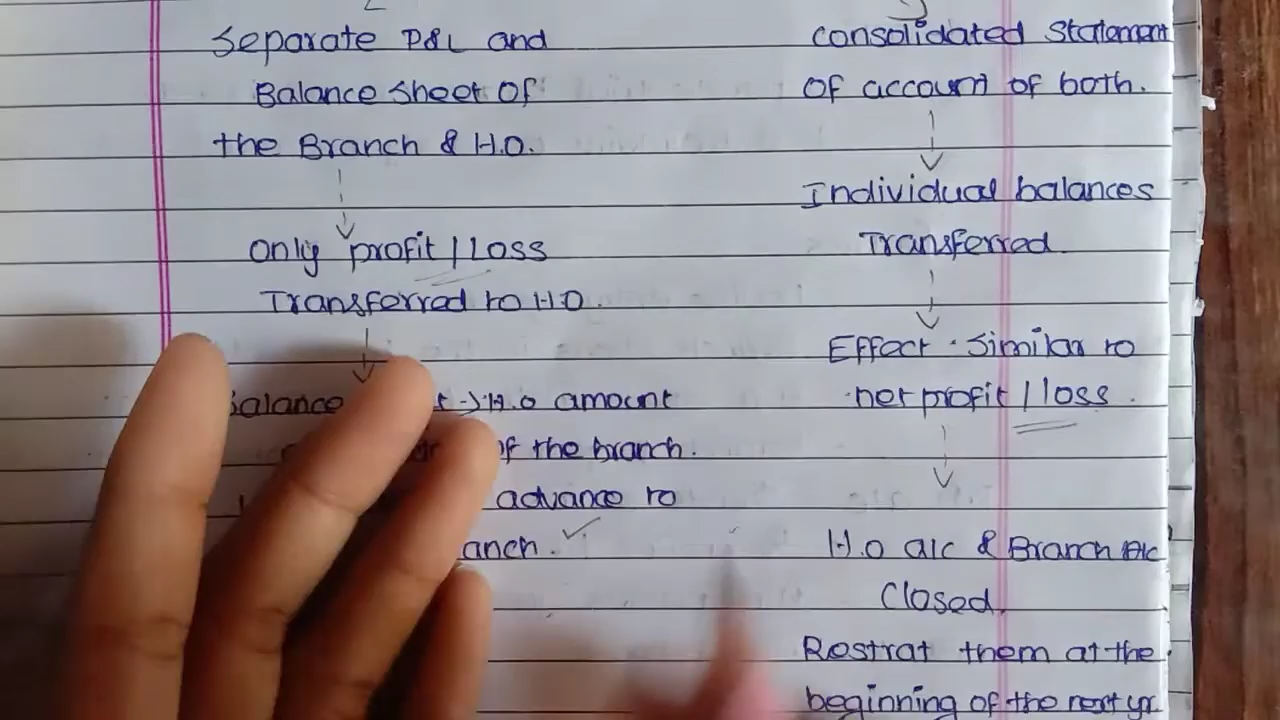 Separate P&L and
Balance Sheet Of
the Branch & H.O.
Only profit / Loss
Transferred to H.O.
H.O amount
of the branch.
advance to
consolidated Statement
Of account of both.
Individual balances
Transferred
Effect Similar to
net profit / loss.
H.O a/c & Branch A/c
Closed.
Restrat them at the
beginning of the next yr